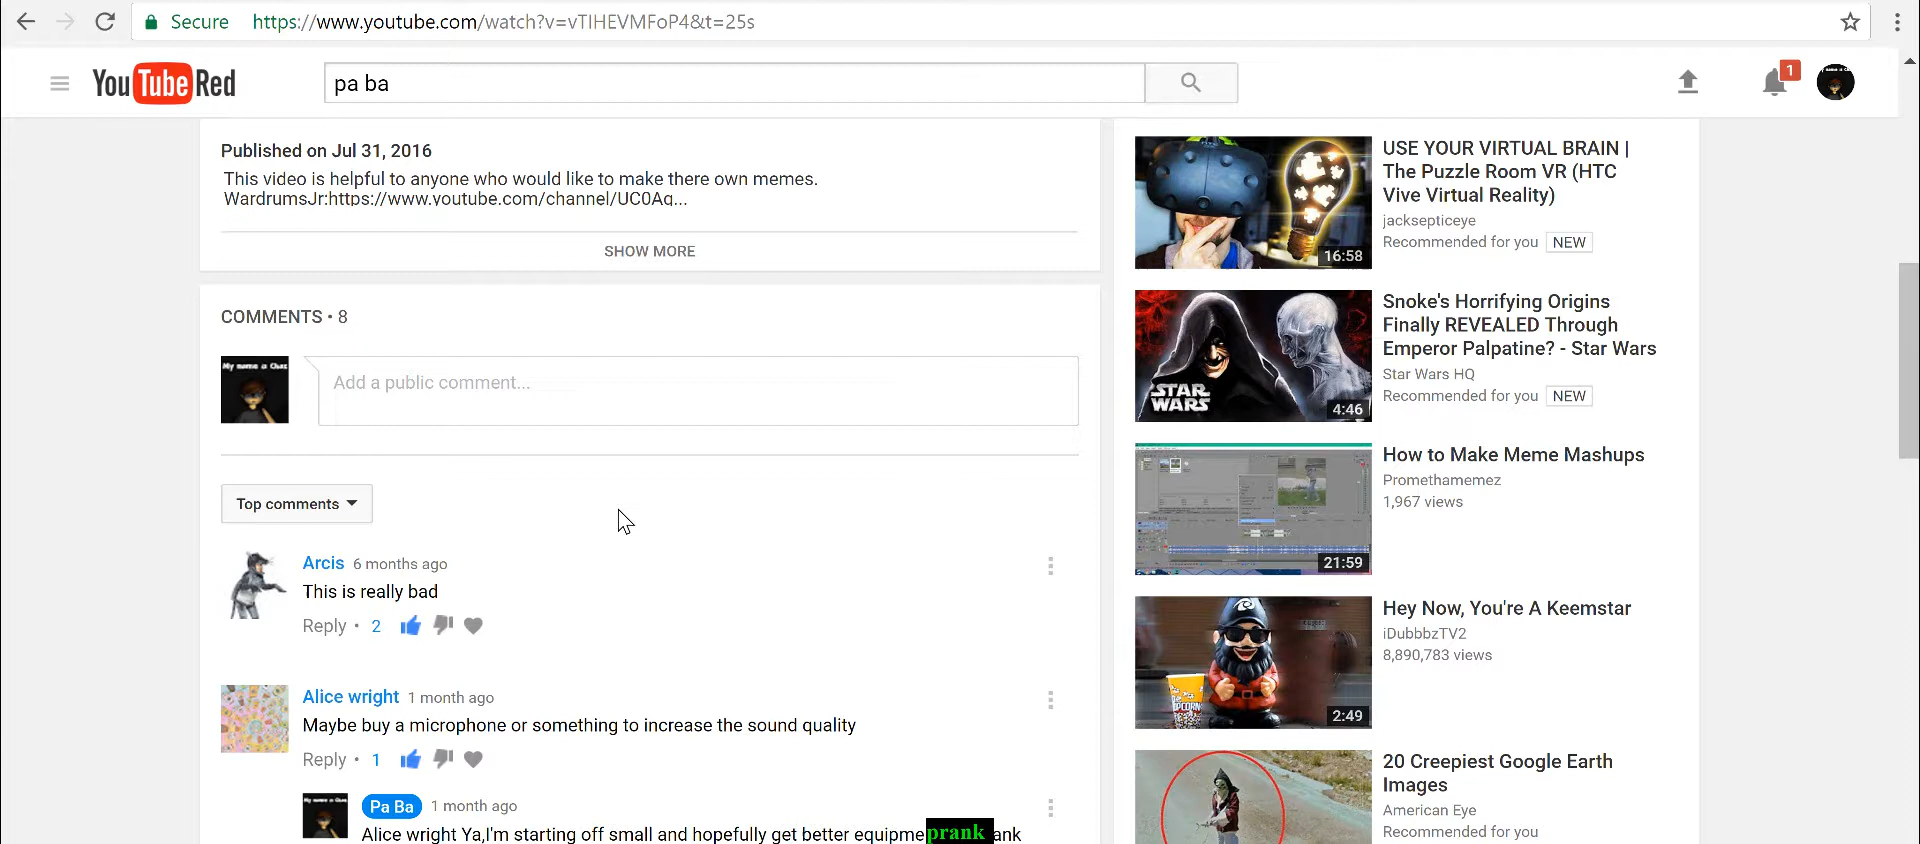 Secure https://www.youtube.com/watch?v=vTIHEVMFoP4&t=25s
YouTube Red
pa ba
1
Published on Jul 31, 2016
This video is helpful to anyone who would like to make there own memes.
WardrumsJr:https://www.youtube.com/channel/UC0Ag...
SHOW MORE
COMMENTS • 8
My name is Chaz
Add a public comment...
Top comments
Arcis 6 months ago
This is really bad
Reply • 2
Alice wright 1 month ago
Maybe buy a microphone or something to increase the sound quality
Reply • 1
Pa Ba 1 month ago
Alice wright Ya,I'm starting off small and hopefully get better equipme prank ank
16:58
USE YOUR VIRTUAL BRAIN |
The Puzzle Room VR (HTC
Vive Virtual Reality)
jacksepticeye
Recommended for you NEW
STAR
WARS
4:46
Snoke's Horrifying Origins
Finally REVEALED Through
Emperor Palpatine? - Star Wars
Star Wars HQ
Recommended for you NEW
21:59
How to Make Meme Mashups
Promethamemez
1,967 views
POPCORN
2:49
Hey Now, You're A Keemstar
iDubbbzTV2
8,890,783 views
20 Creepiest Google Earth
Images
American Eye
Recommended for you